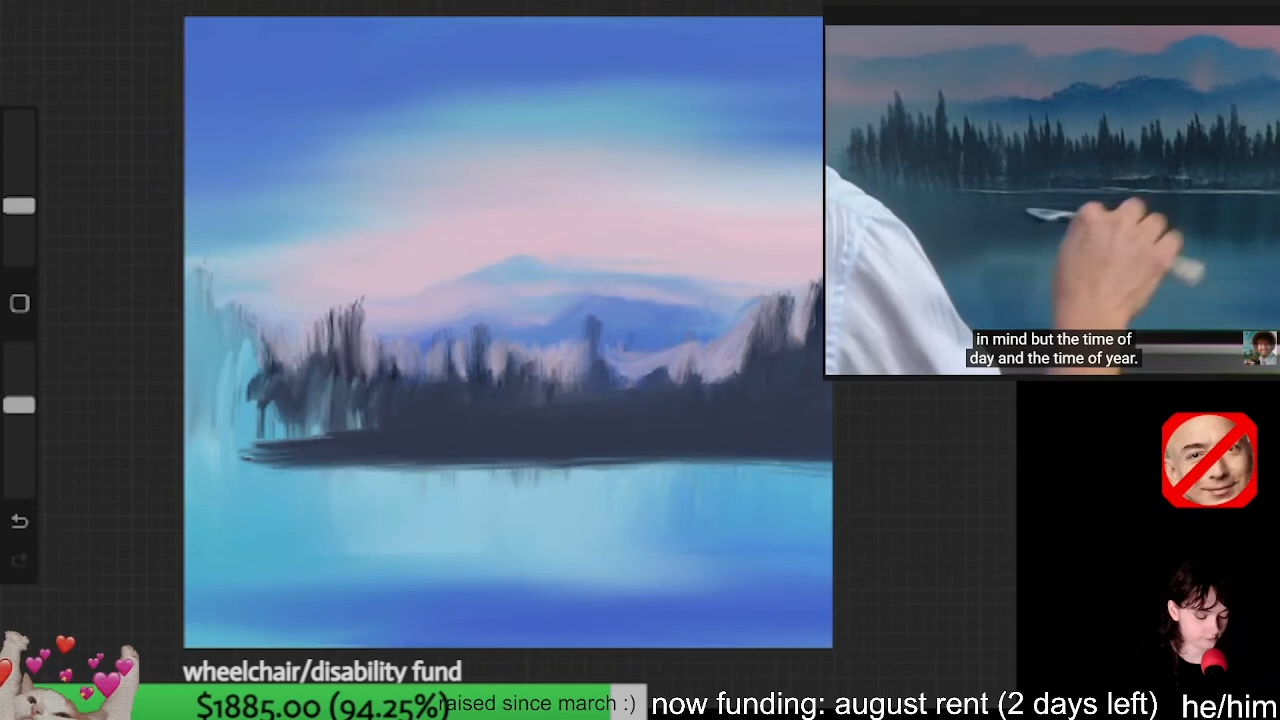 in mind but the time of
day and the time of year.
wheelchair/disability fund
$1885.00 (94.25%)
raised since march :)
now funding: august rent (2 days left)
he/him